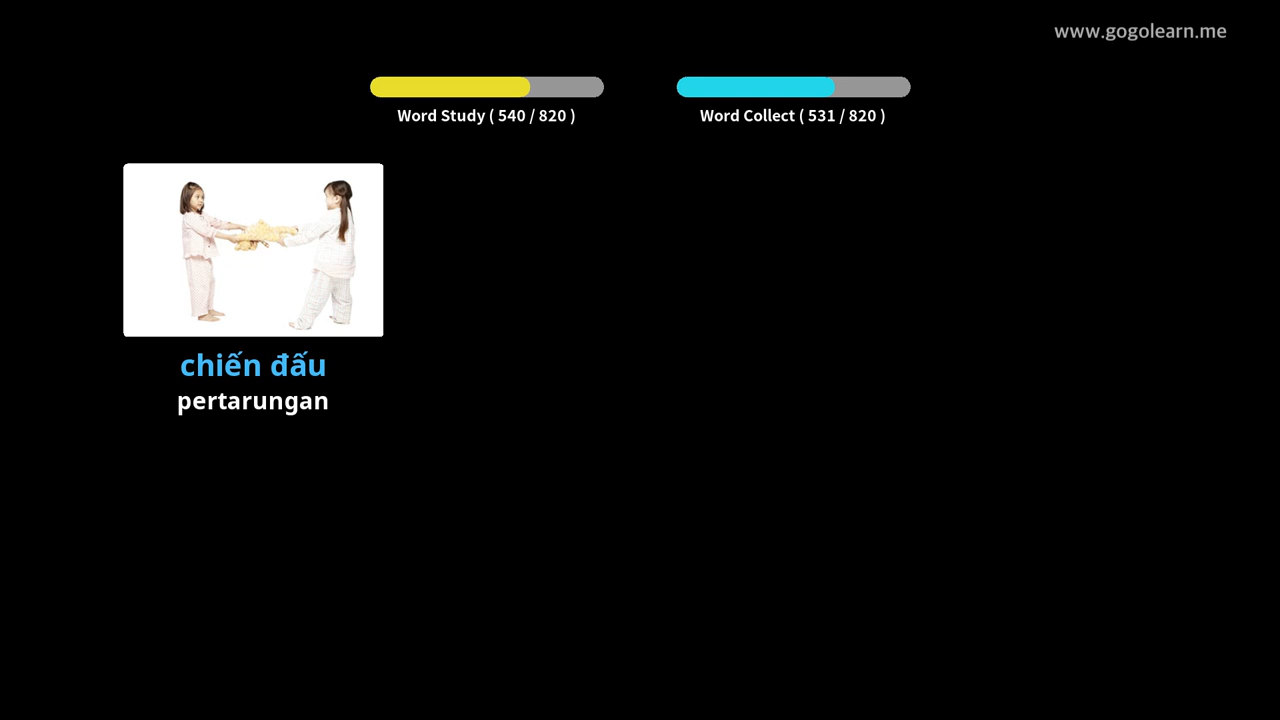 www.gogolearn.me
Word Study ( 540 / 820 )
Word Collect ( 531 / 820 )
chiến đấu
pertarungan